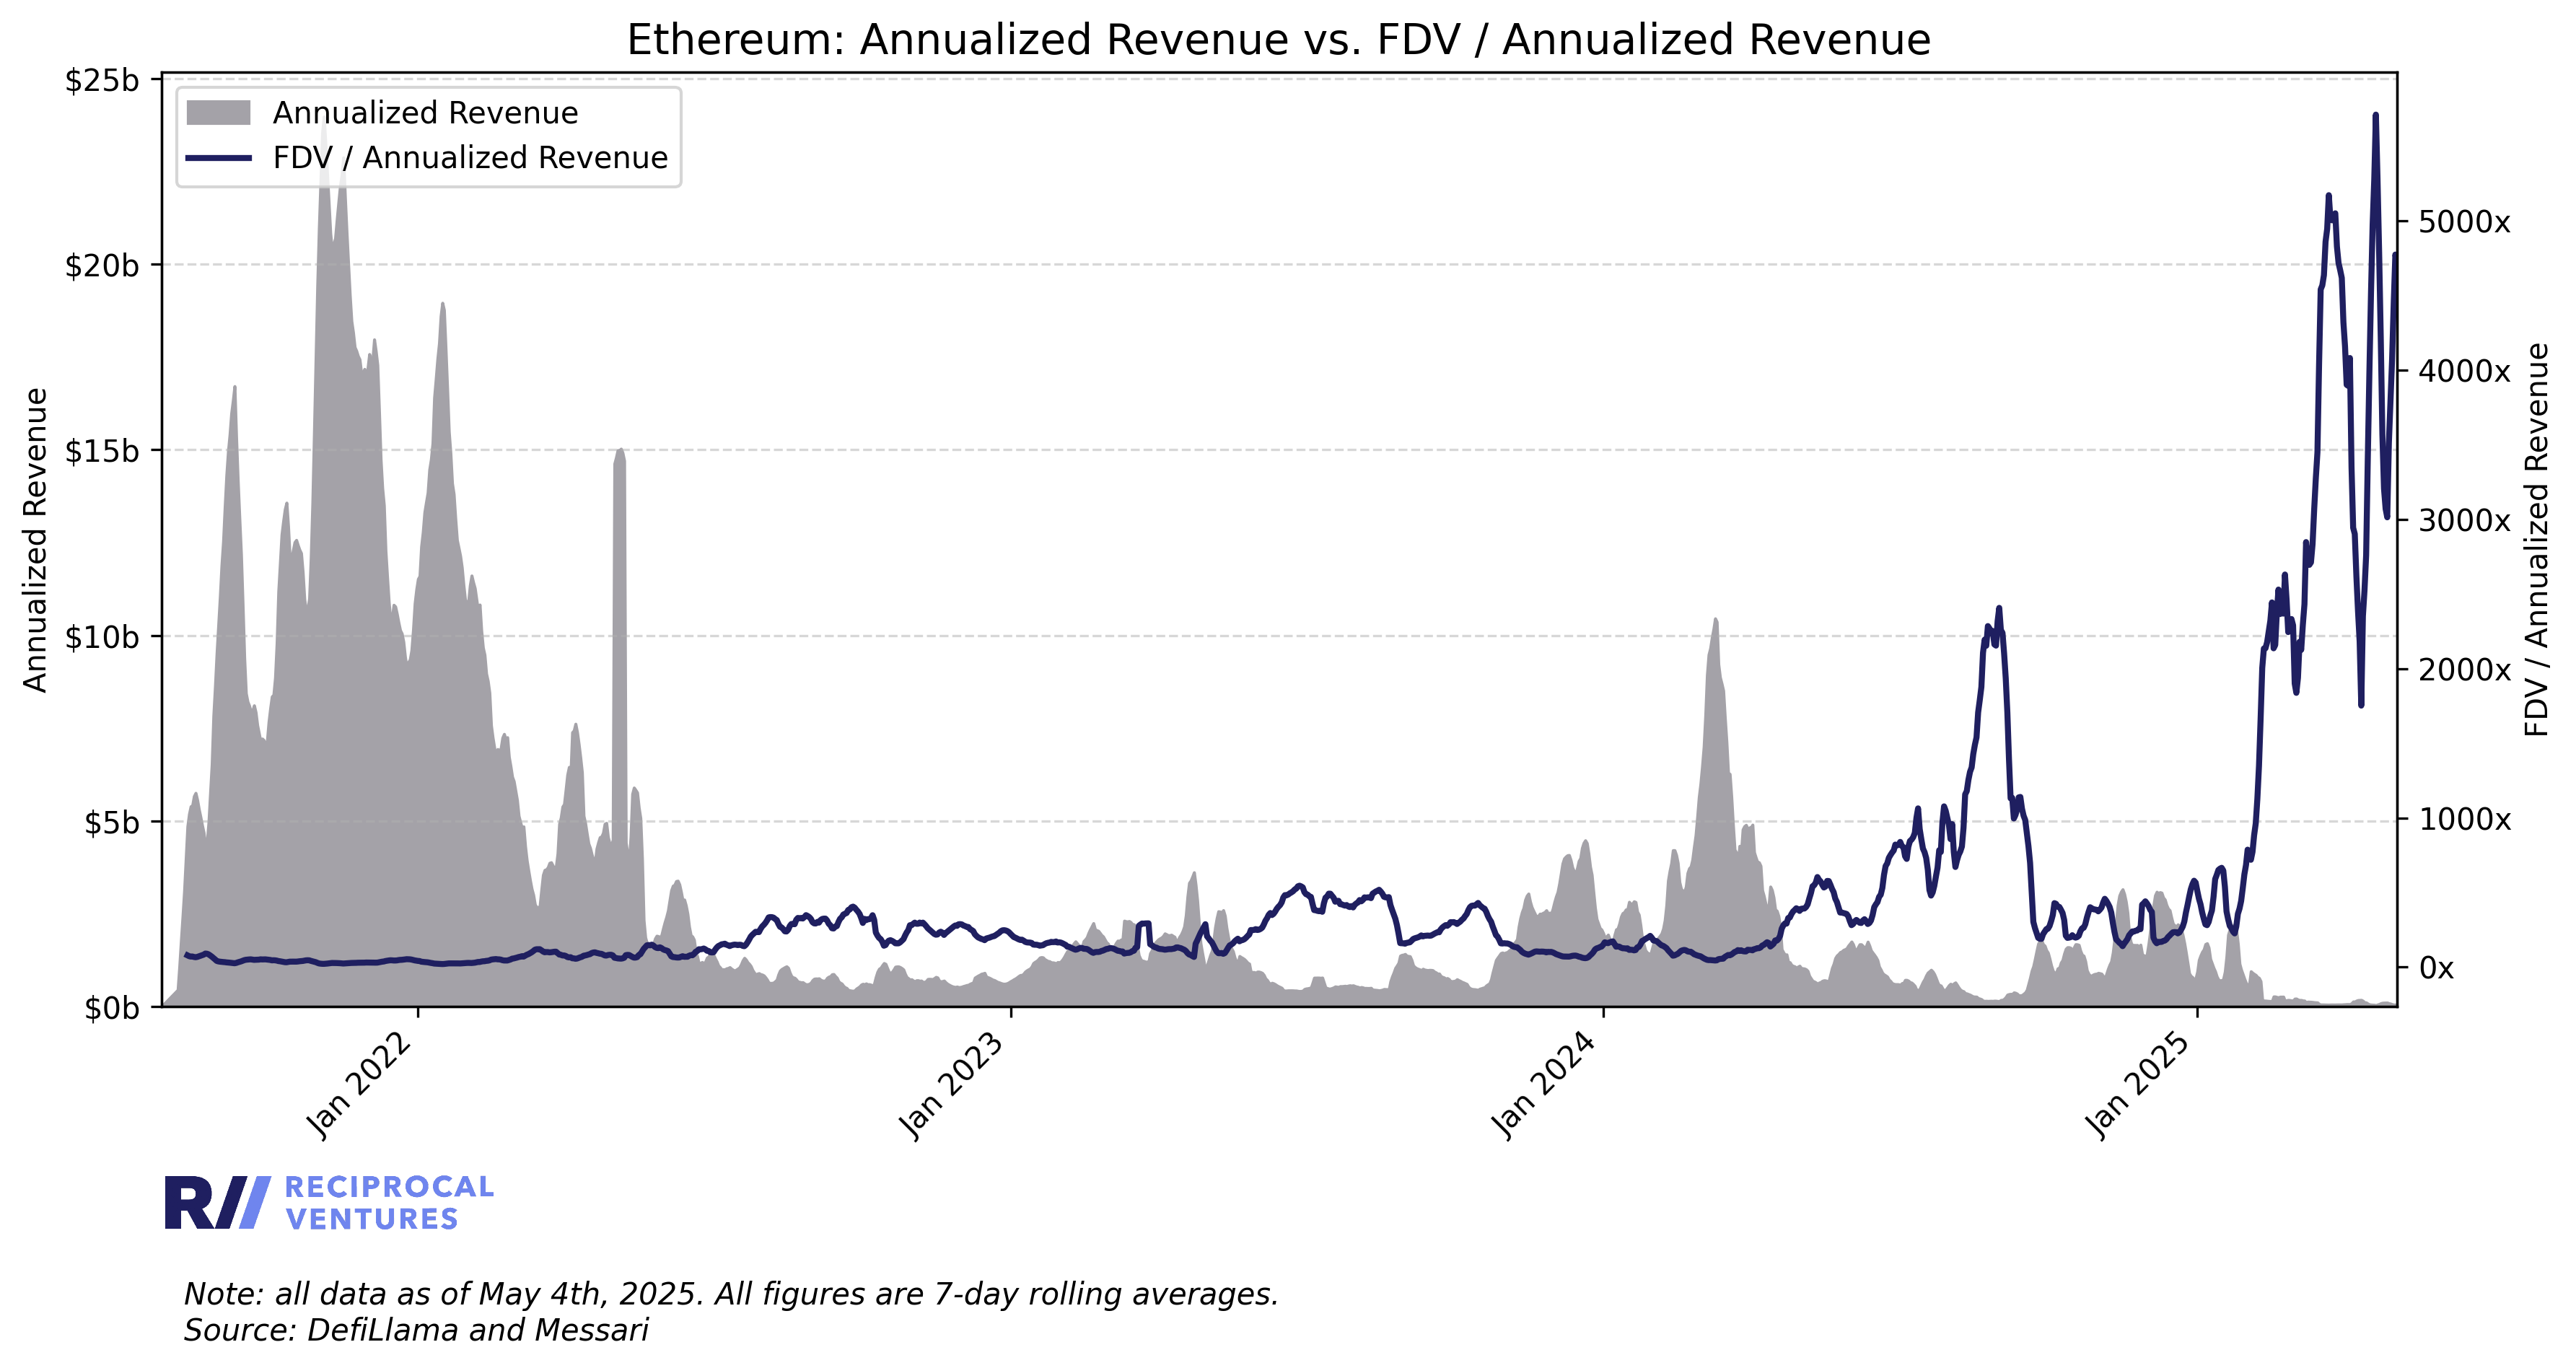 Ethereum: Annualized Revenue vs. FDV / Annualized Revenue
Annualized Revenue
FDV / Annualized Revenue
$25b
$20b
$15b
$10b
$5b
$0b
Annualized Revenue
5000x
4000x
3000x
2000x
1000x
0x
FDV / Annualized Revenue
Jan 2022
Jan 2023
Jan 2024
Jan 2025
R//
RECIPROCAL
VENTURES
Note: all data as of May 4th, 2025. All figures are 7-day rolling averages.
Source: DefiLlama and Messari